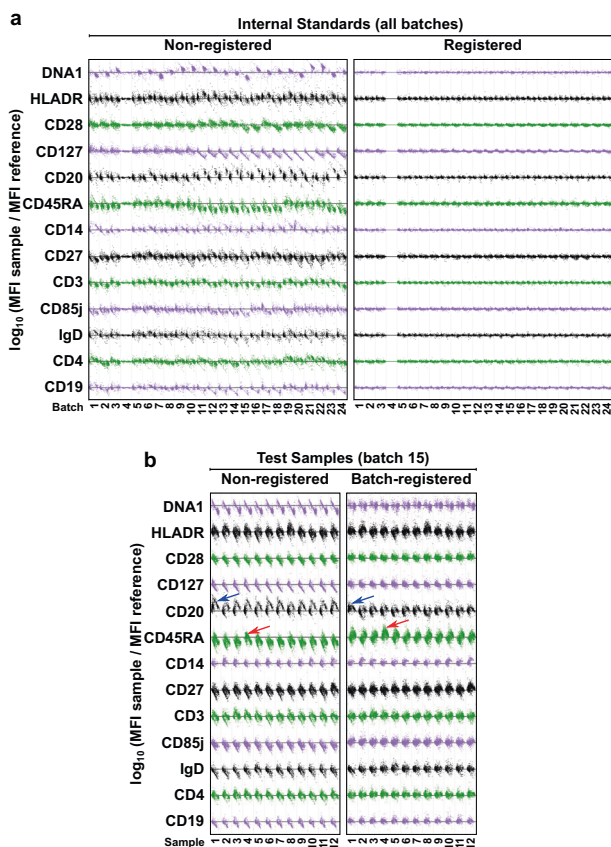 a
Internal Standards (all batches)
Non-registered Registered
log10 (MFI sample / MFI reference)
DNA1
HLADR
CD28
CD127
CD20
CD45RA
CD14
CD27
CD3
CD85j
IgD
CD4
CD19
Batch 1 2 3 4 5 6 7 8 9 10 11 12 13 14 15 16 17 18 19 20 21 22 23 24 1 2 3 4 5 6 7 8 9 10 11 12 13 14 15 16 17 18 19 20 21 22 23 24
b
Test Samples (batch 15)
Non-registered Batch-registered
log10 (MFI sample / MFI reference)
DNA1
HLADR
CD28
CD127
CD20
CD45RA
CD14
CD27
CD3
CD85j
IgD
CD4
CD19
Sample 1 2 3 4 5 6 7 8 9 10 11 12 1 2 3 4 5 6 7 8 9 10 11 12